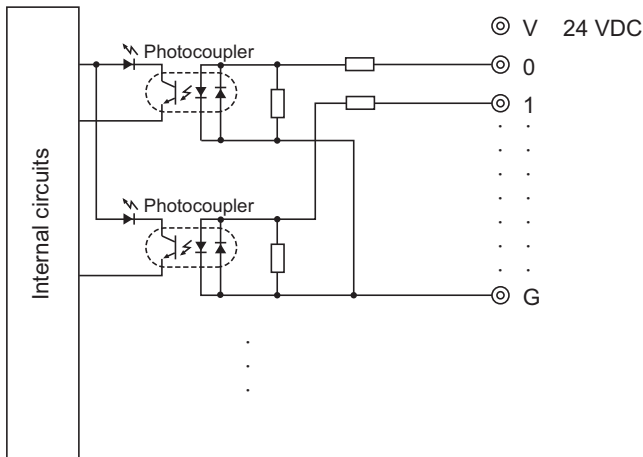 V 24 VDC
Photocoupler
0
1
Photocoupler
Internal circuits
G